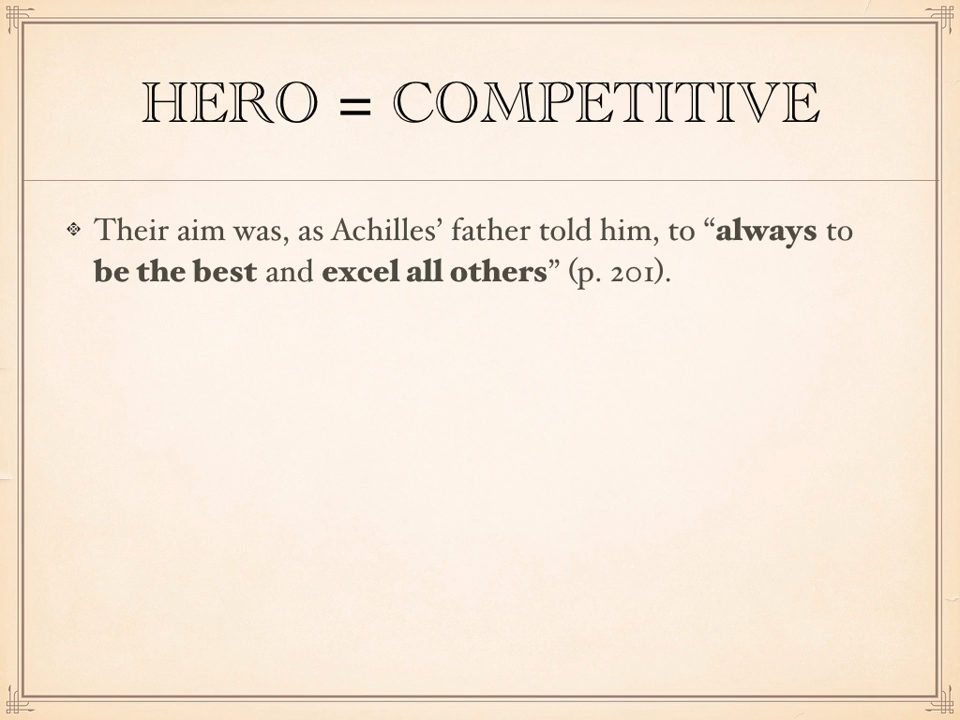 HERO = COMPETITIVE
Their aim was, as Achilles’ father told him, to “always to
be the best and excel all others” (p. 201).